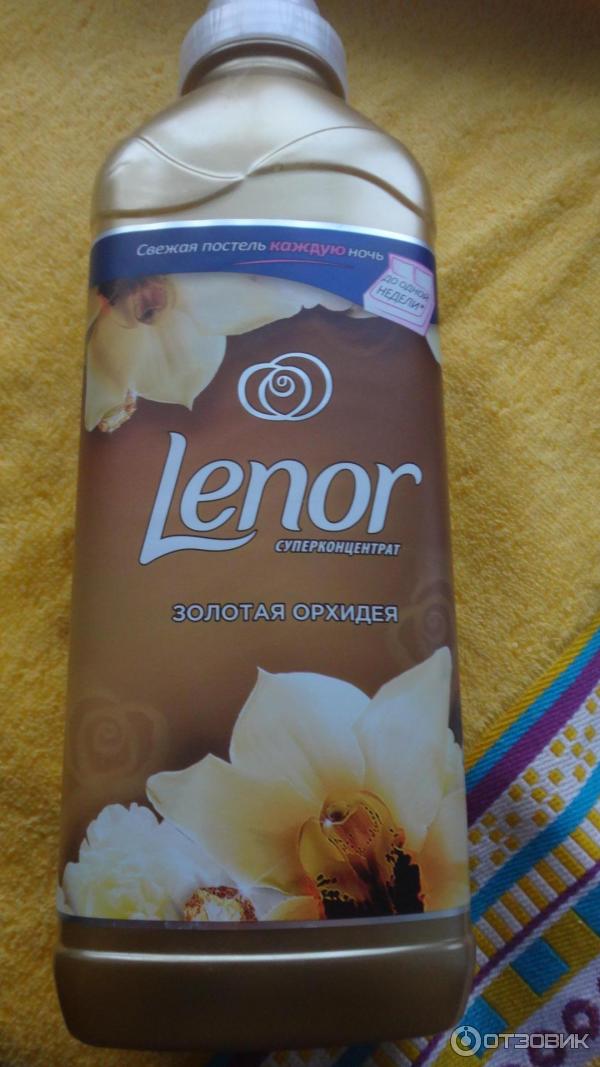 Свежая постель каждую ночь
до одной
недели*
Lenor
СУПЕРКОНЦЕНТРАТ
ЗОЛОТАЯ ОРХИДЕЯ
ОТЗОВИК